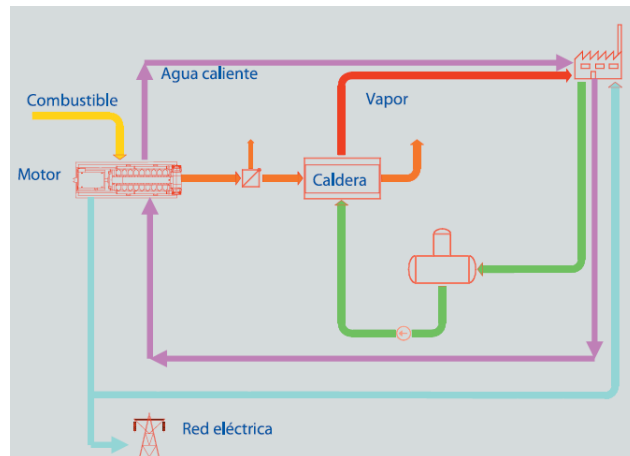 Agua caliente
Combustible
Vapor
Motor
Caldera
Red eléctrica